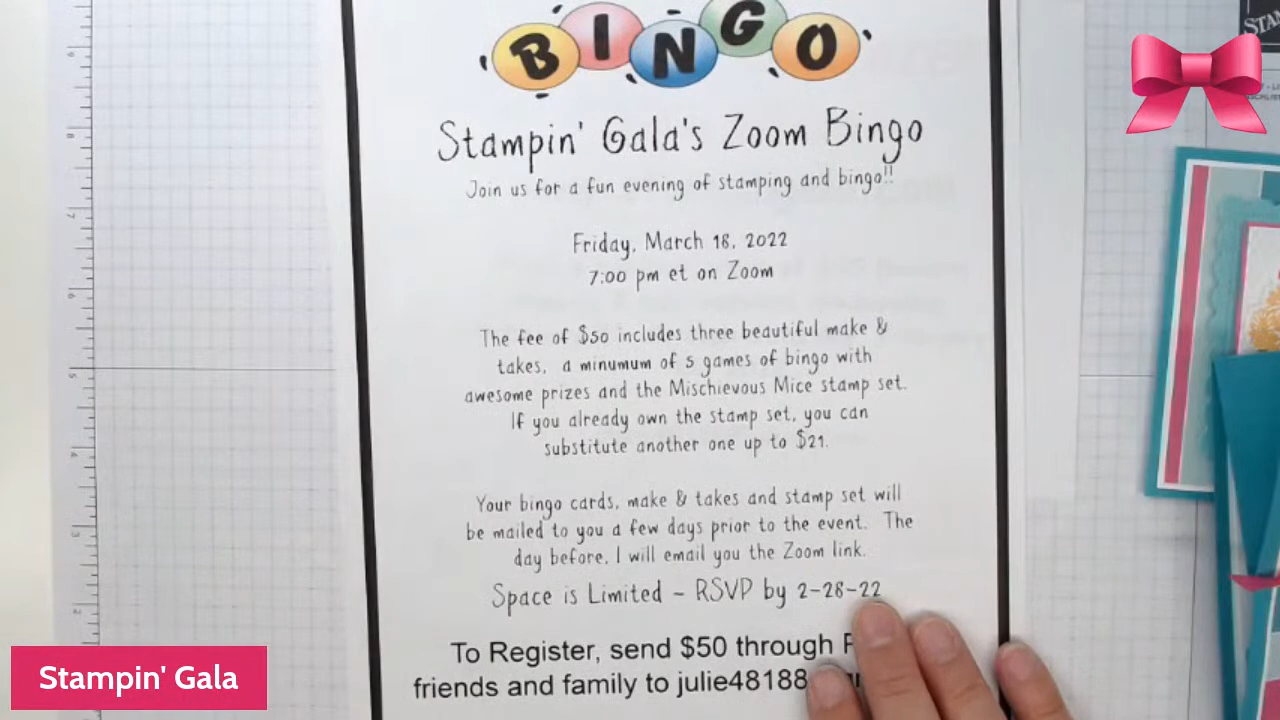 BINGO
Stampin' Gala's Zoom Bingo
Join us for a fun evening of stamping and bingo!!
Friday, March 18, 2022
7:00 pm et on Zoom
The fee of $50 includes three beautiful make &
takes, a minumum of 5 games of bingo with
awesome prizes and the Mischievous Mice stamp set.
If you already own the stamp set, you can
substitute another one up to $21.
Your bingo cards, make & takes and stamp set will
be mailed to you a few days prior to the event. The
day before, I will email you the Zoom link.
Space is Limited - RSVP by 2-28-22
To Register, send $50 through
friends and family to julie48188
Stampin' Gala